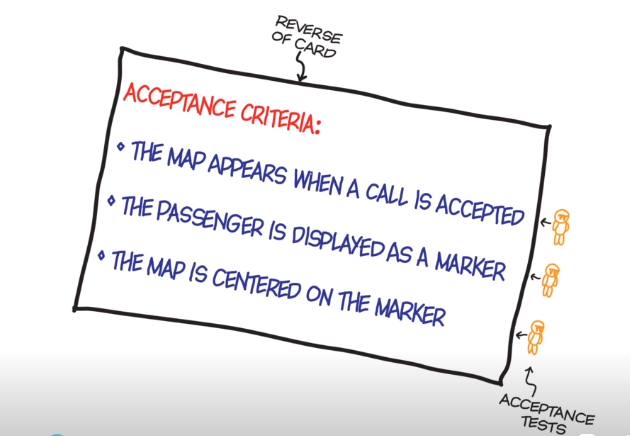 REVERSE
OF CARD
ACCEPTANCE CRITERIA:
THE MAP APPEARS WHEN A CALL IS ACCEPTED
THE PASSENGER IS DISPLAYED AS A MARKER
THE MAP IS CENTERED ON THE MARKER
ACCEPTANCE
TESTS